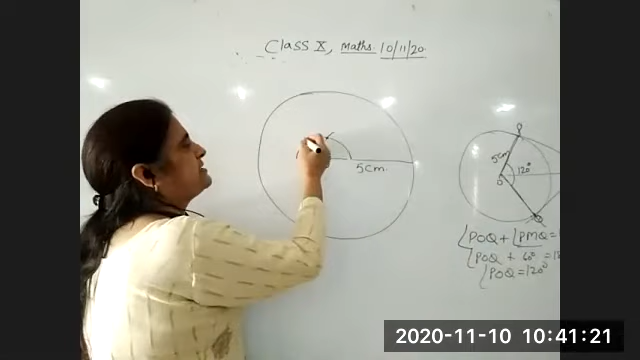 Class X, Maths 10/11/20
5cm
P
5cm
120°
O
Q
∠POQ + ∠PMQ =
∠POQ + 60° = 18
∠POQ = 120°
2020-11-10 10:41:21